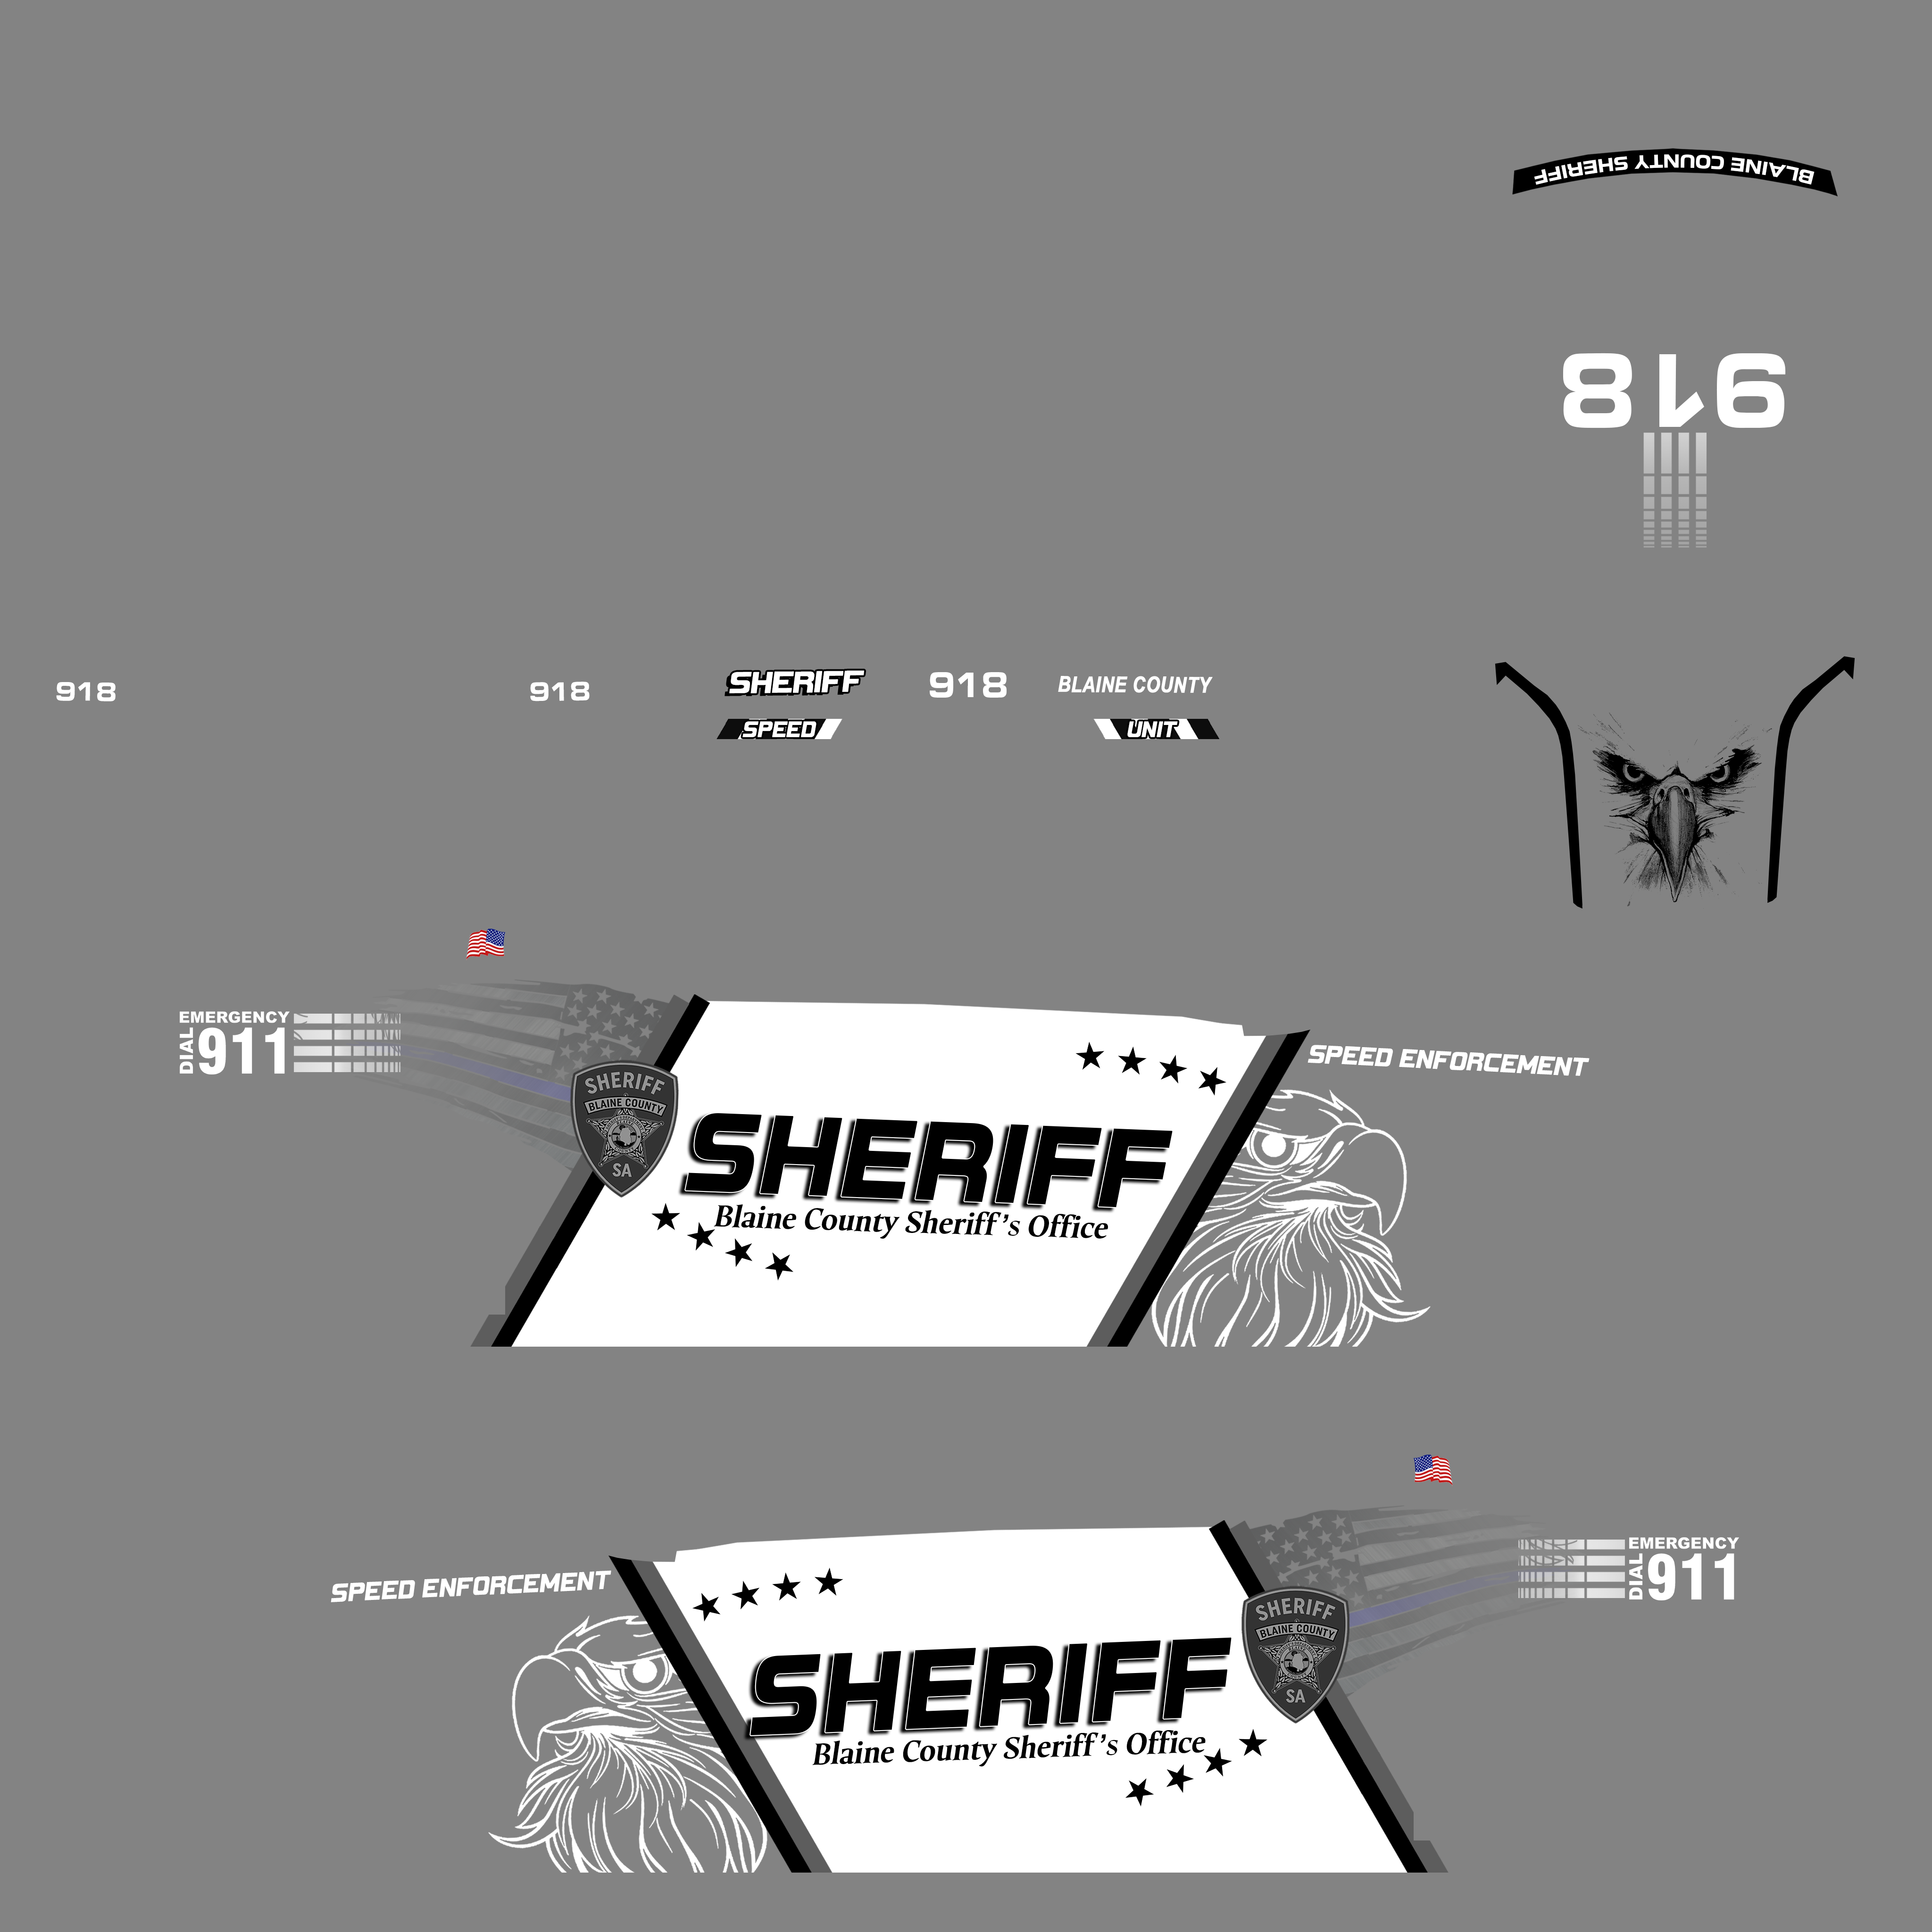 BLAINE COUNTY SHERIFF
918
918
918
SHERIFF
918
BLAINE COUNTY
SPEED
UNIT
EMERGENCY
DIAL
911
SHERIFF
BLAINE COUNTY
SA
SHERIFF
Blaine County Sheriff's Office
SPEED ENFORCEMENT
SPEED ENFORCEMENT
SHERIFF
Blaine County Sheriff's Office
SHERIFF
BLAINE COUNTY
SA
EMERGENCY
DIAL
911